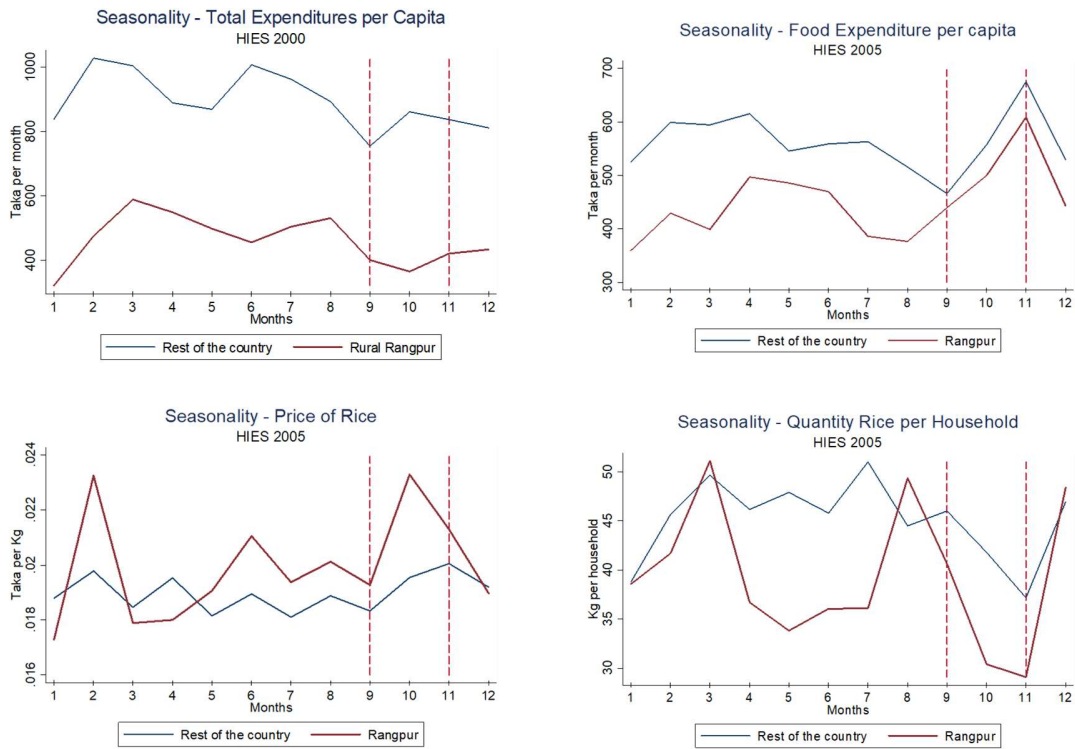 Seasonality - Total Expenditures per Capita
HIES 2000
Taka per month
1000
800
600
400
1 2 3 4 5 6 7 8 9 10 11 12
Months
Rest of the country Rural Rangpur
Seasonality - Food Expenditure per capita
HIES 2005
Taka per month
700
600
500
400
300
1 2 3 4 5 6 7 8 9 10 11 12
Months
Rest of the country Rangpur
Seasonality - Price of Rice
HIES 2005
Taka per Kg
.024
.022
.02
.018
.016
1 2 3 4 5 6 7 8 9 10 11 12
Months
Rest of the country Rangpur
Seasonality - Quantity Rice per Household
HIES 2005
Kg per household
50
45
40
35
30
1 2 3 4 5 6 7 8 9 10 11 12
Months
Rest of the country Rangpur